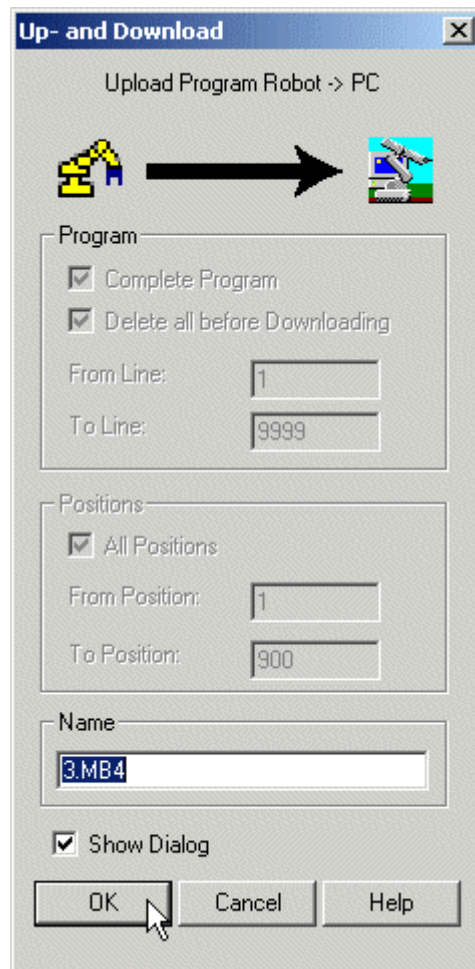 Up- and Download
Upload Program Robot -> PC
Program
Complete Program
Delete all before Downloading
From Line: 1
To Line: 9999
Positions
All Positions
From Position: 1
To Position: 900
Name
3.MB4
Show Dialog
OK Cancel Help